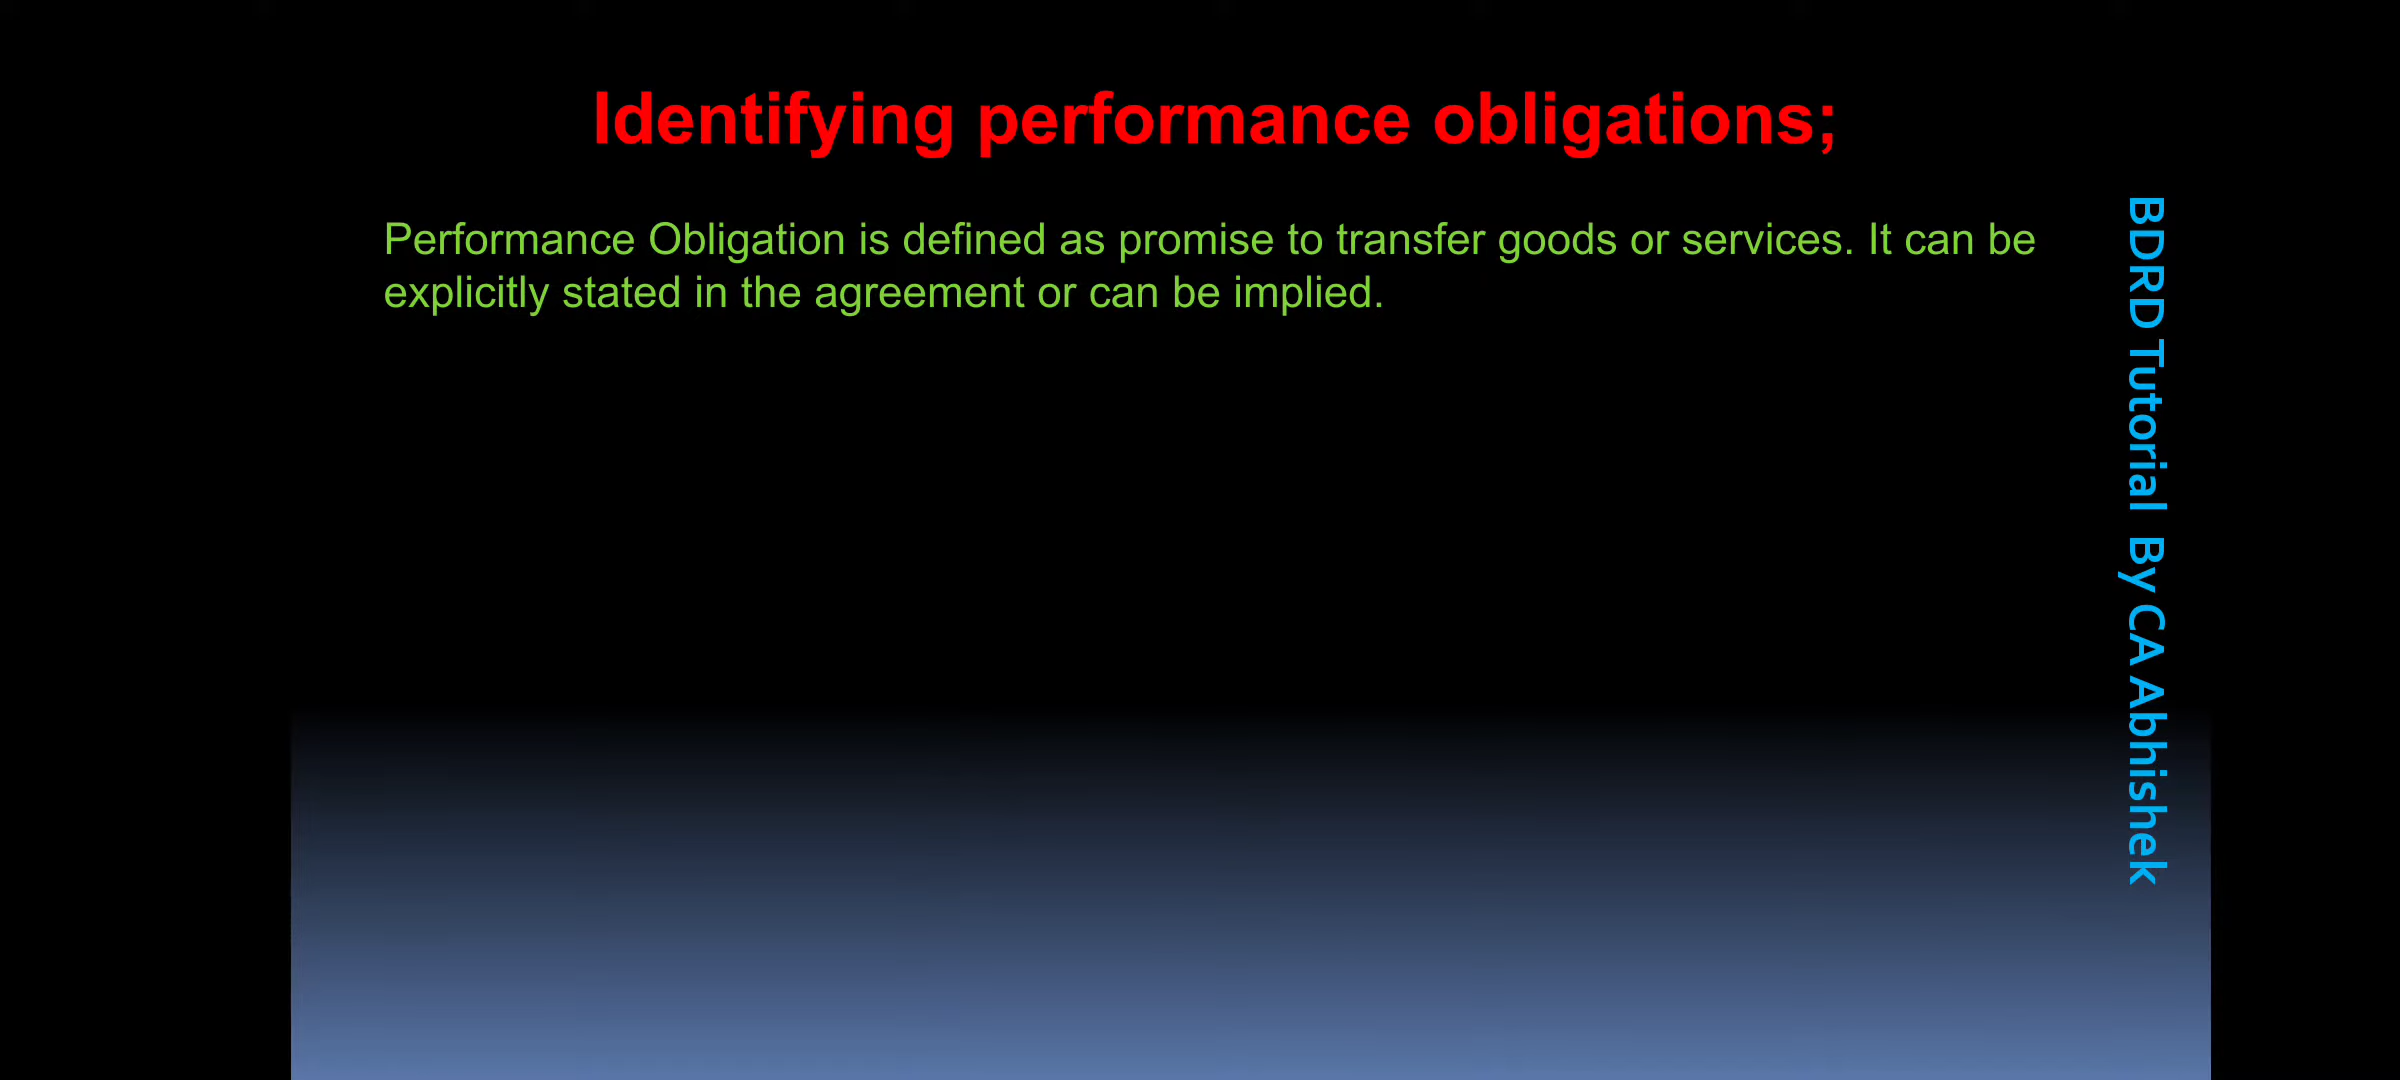 Identifying performance obligations;
Performance Obligation is defined as promise to transfer goods or services. It can be
explicitly stated in the agreement or can be implied.
BDRD Tutorial By CA Abhishek